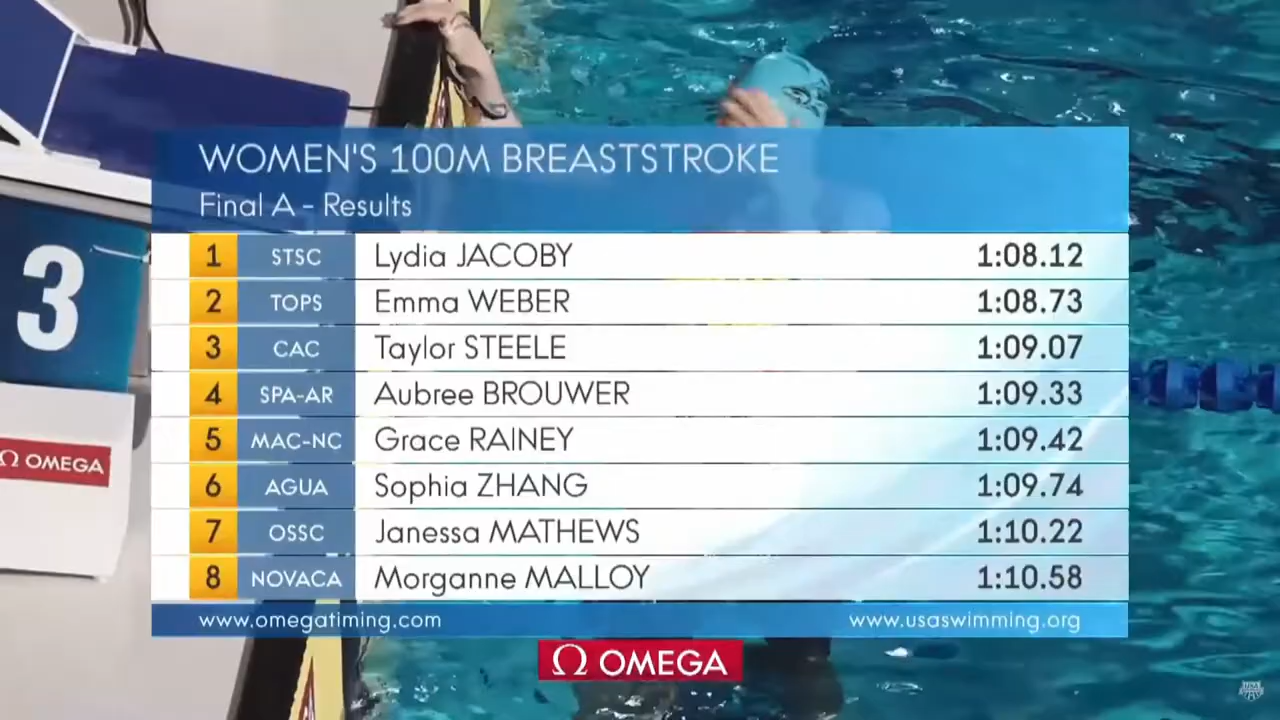 WOMEN'S 100M BREASTSTROKE
Final A - Results
1 STSC Lydia JACOBY 1:08.12
2 TOPS Emma WEBER 1:08.73
3 CAC Taylor STEELE 1:09.07
4 SPA-AR Aubree BROUWER 1:09.33
5 MAC-NC Grace RAINEY 1:09.42
6 AGUA Sophia ZHANG 1:09.74
7 OSSC Janessa MATHEWS 1:10.22
8 NOVACA Morganne MALLOY 1:10.58
www.omegatiming.com www.usaswimming.org
Ω OMEGA
3
Ω OMEGA
USA